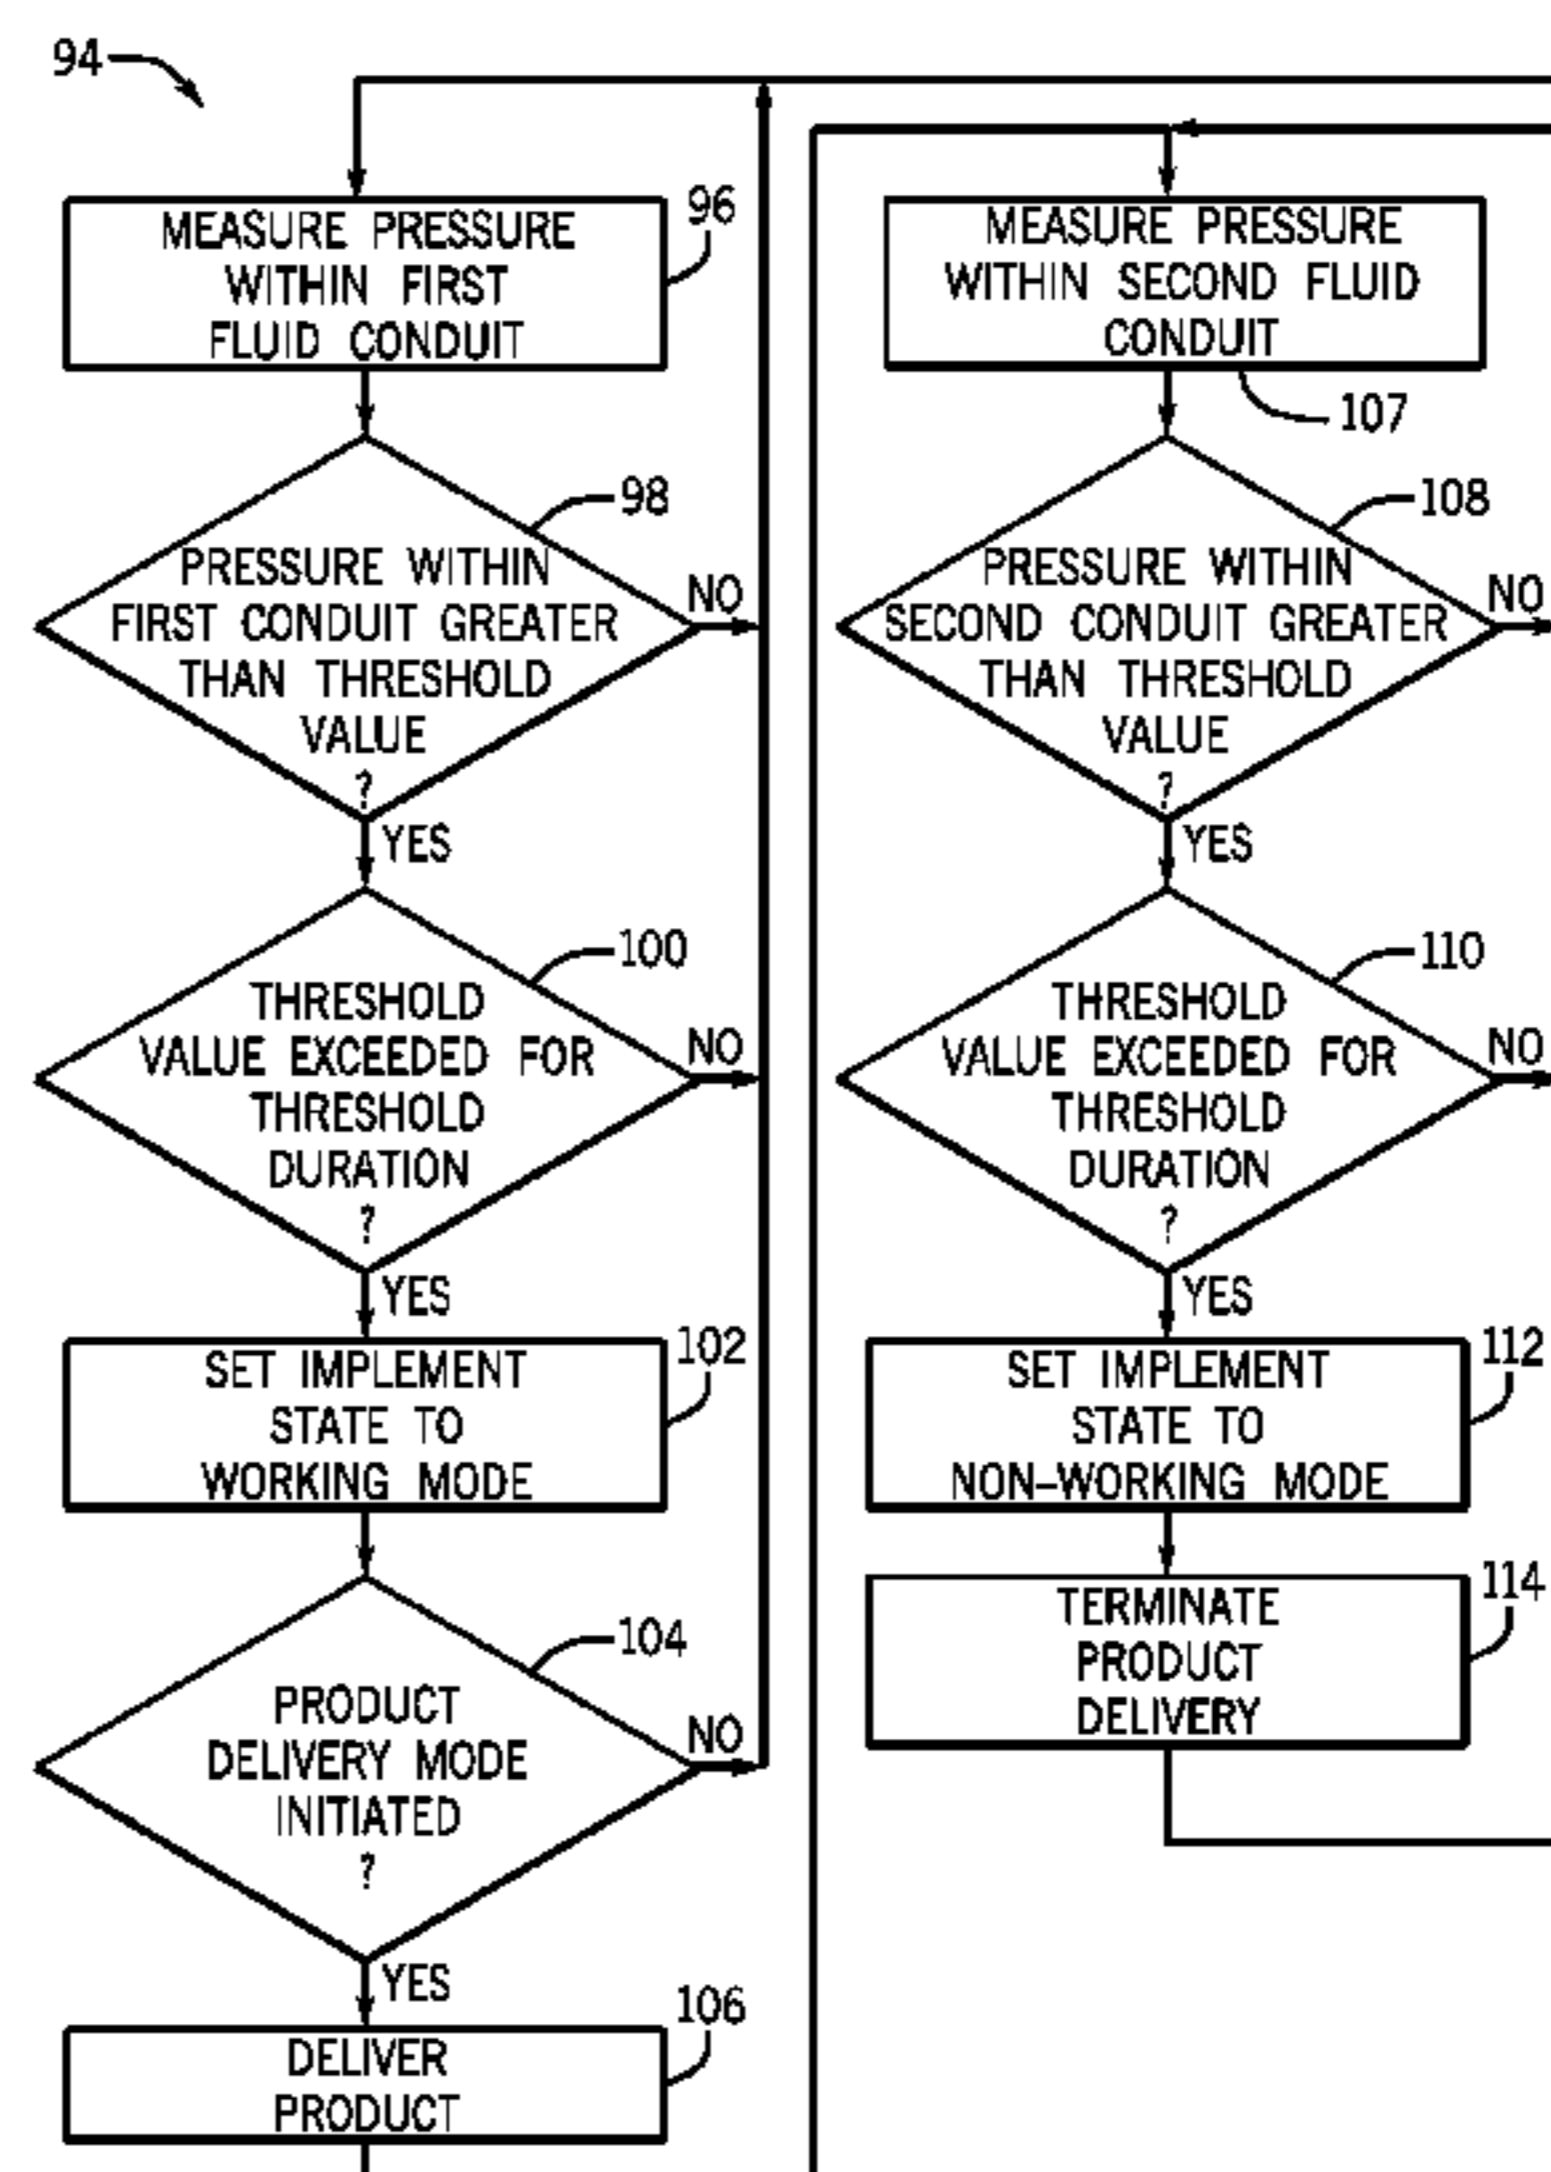 94
MEASURE PRESSURE
WITHIN FIRST
FLUID CONDUIT
96
PRESSURE WITHIN
FIRST CONDUIT GREATER
THAN THRESHOLD
VALUE
?
98
NO
YES
THRESHOLD
VALUE EXCEEDED FOR
THRESHOLD
DURATION
?
100
NO
YES
SET IMPLEMENT
STATE TO
WORKING MODE
102
PRODUCT
DELIVERY MODE
INITIATED
?
104
NO
YES
DELIVER
PRODUCT
106
MEASURE PRESSURE
WITHIN SECOND FLUID
CONDUIT
107
PRESSURE WITHIN
SECOND CONDUIT GREATER
THAN THRESHOLD
VALUE
?
108
NO
YES
THRESHOLD
VALUE EXCEEDED FOR
THRESHOLD
DURATION
?
110
NO
YES
SET IMPLEMENT
STATE TO
NON-WORKING MODE
112
TERMINATE
PRODUCT
DELIVERY
114